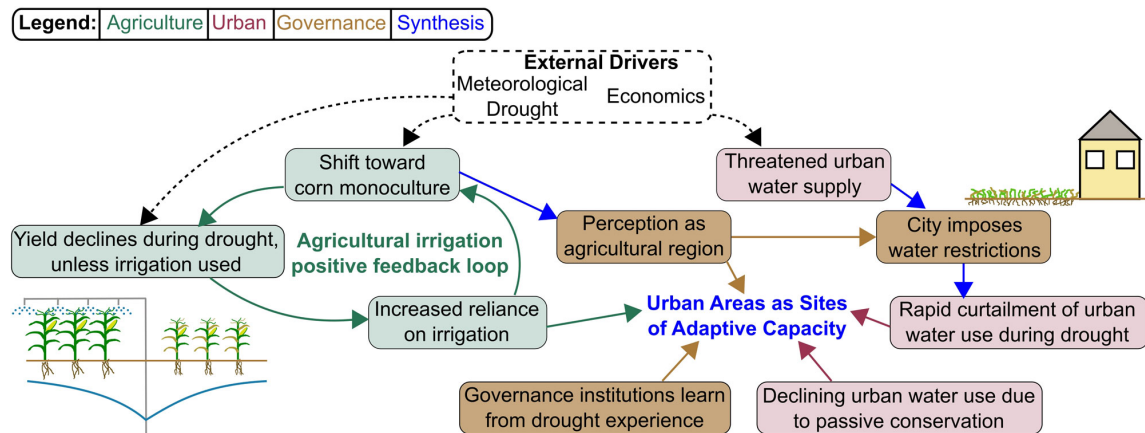 Legend: Agriculture Urban Governance Synthesis
External Drivers
Meteorological
Drought
Economics
Shift toward
corn monoculture
Threatened urban
water supply
Yield declines during drought,
unless irrigation used
Agricultural irrigation
positive feedback loop
Perception as
agricultural region
City imposes
water restrictions
Increased reliance
on irrigation
Urban Areas as Sites
of Adaptive Capacity
Rapid curtailment of urban
water use during drought
Governance institutions learn
from drought experience
Declining urban water use due
to passive conservation